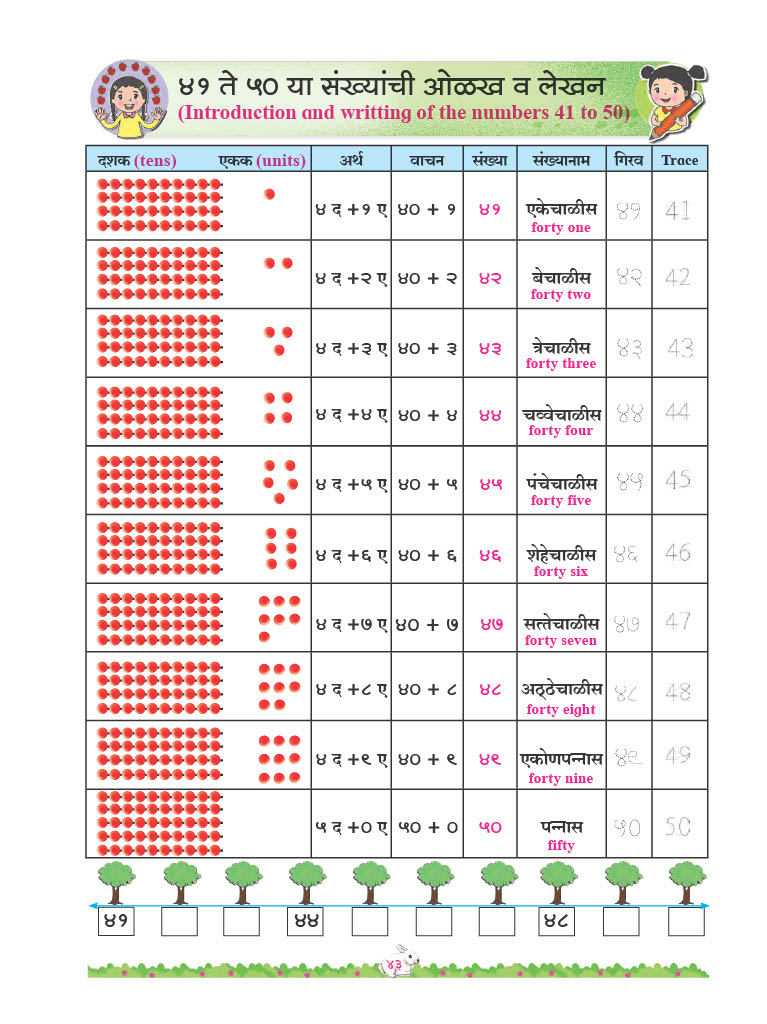 ४१ ते ५० या संख्यांची ओळख व लेखन
(Introduction and writting of the numbers 41 to 50)
दशक (tens) एकक (units) अर्थ वाचन संख्या संख्यानाम गिरव Trace
४ द +१ ए ४० + १ ४१ एकेचाळीस ४१ 41
forty one
४ द +२ ए ४० + २ ४२ बेचाळीस ४२ 42
forty two
४ द +३ ए ४० + ३ ४३ त्रेचाळीस ४३ 43
forty three
४ द +४ ए ४० + ४ ४४ चव्वेचाळीस ४४ 44
forty four
४ द +५ ए ४० + ५ ४५ पंचेचाळीस ४५ 45
forty five
४ द +६ ए ४० + ६ ४६ शेहेचाळीस ४६ 46
forty six
४ द +७ ए ४० + ७ ४७ सत्तेचाळीस ४७ 47
forty seven
४ द +८ ए ४० + ८ ४८ अठ्ठेचाळीस ४८ 48
forty eight
४ द +९ ए ४० + ९ ४९ एकोणपन्नास ४९ 49
forty nine
५ द +० ए ५० + ० ५० पन्नास ५० 50
fifty
४१ ४४ ४८
४३